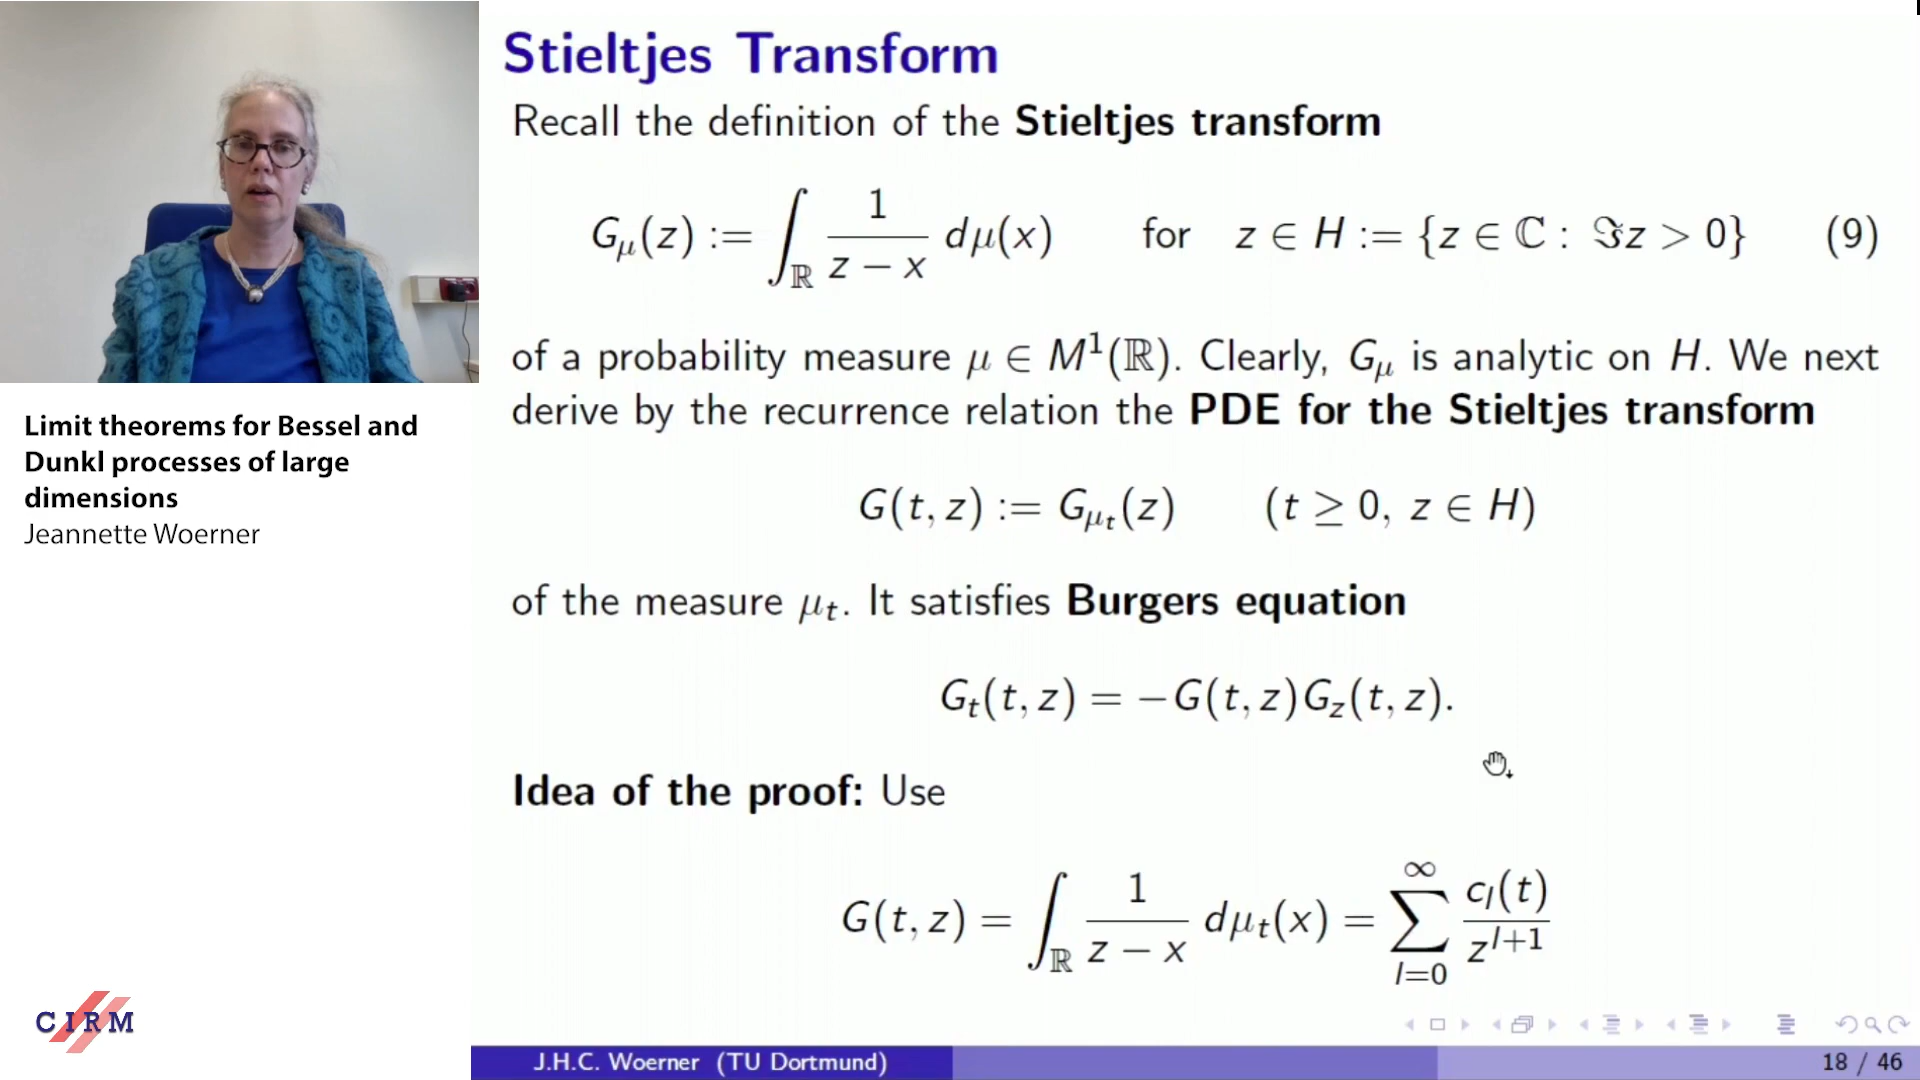 Stieltjes Transform
Recall the definition of the Stieltjes transform
G_μ(z) := ∫_ℝ 1/(z − x) dμ(x) for z ∈ H := {z ∈ ℂ : ℑz > 0} (9)
of a probability measure μ ∈ M¹(ℝ). Clearly, G_μ is analytic on H. We next
derive by the recurrence relation the PDE for the Stieltjes transform
G(t, z) := G_{μ_t}(z) (t ≥ 0, z ∈ H)
of the measure μ_t. It satisfies Burgers equation
G_t(t, z) = −G(t, z)G_z(t, z).
Idea of the proof: Use
G(t, z) = ∫_ℝ 1/(z − x) dμ_t(x) = ∑_{l=0}^{∞} c_l(t)/z^{l+1}
J.H.C. Woerner (TU Dortmund)
18 / 46
Limit theorems for Bessel and
Dunkl processes of large
dimensions
Jeannette Woerner
CIRM